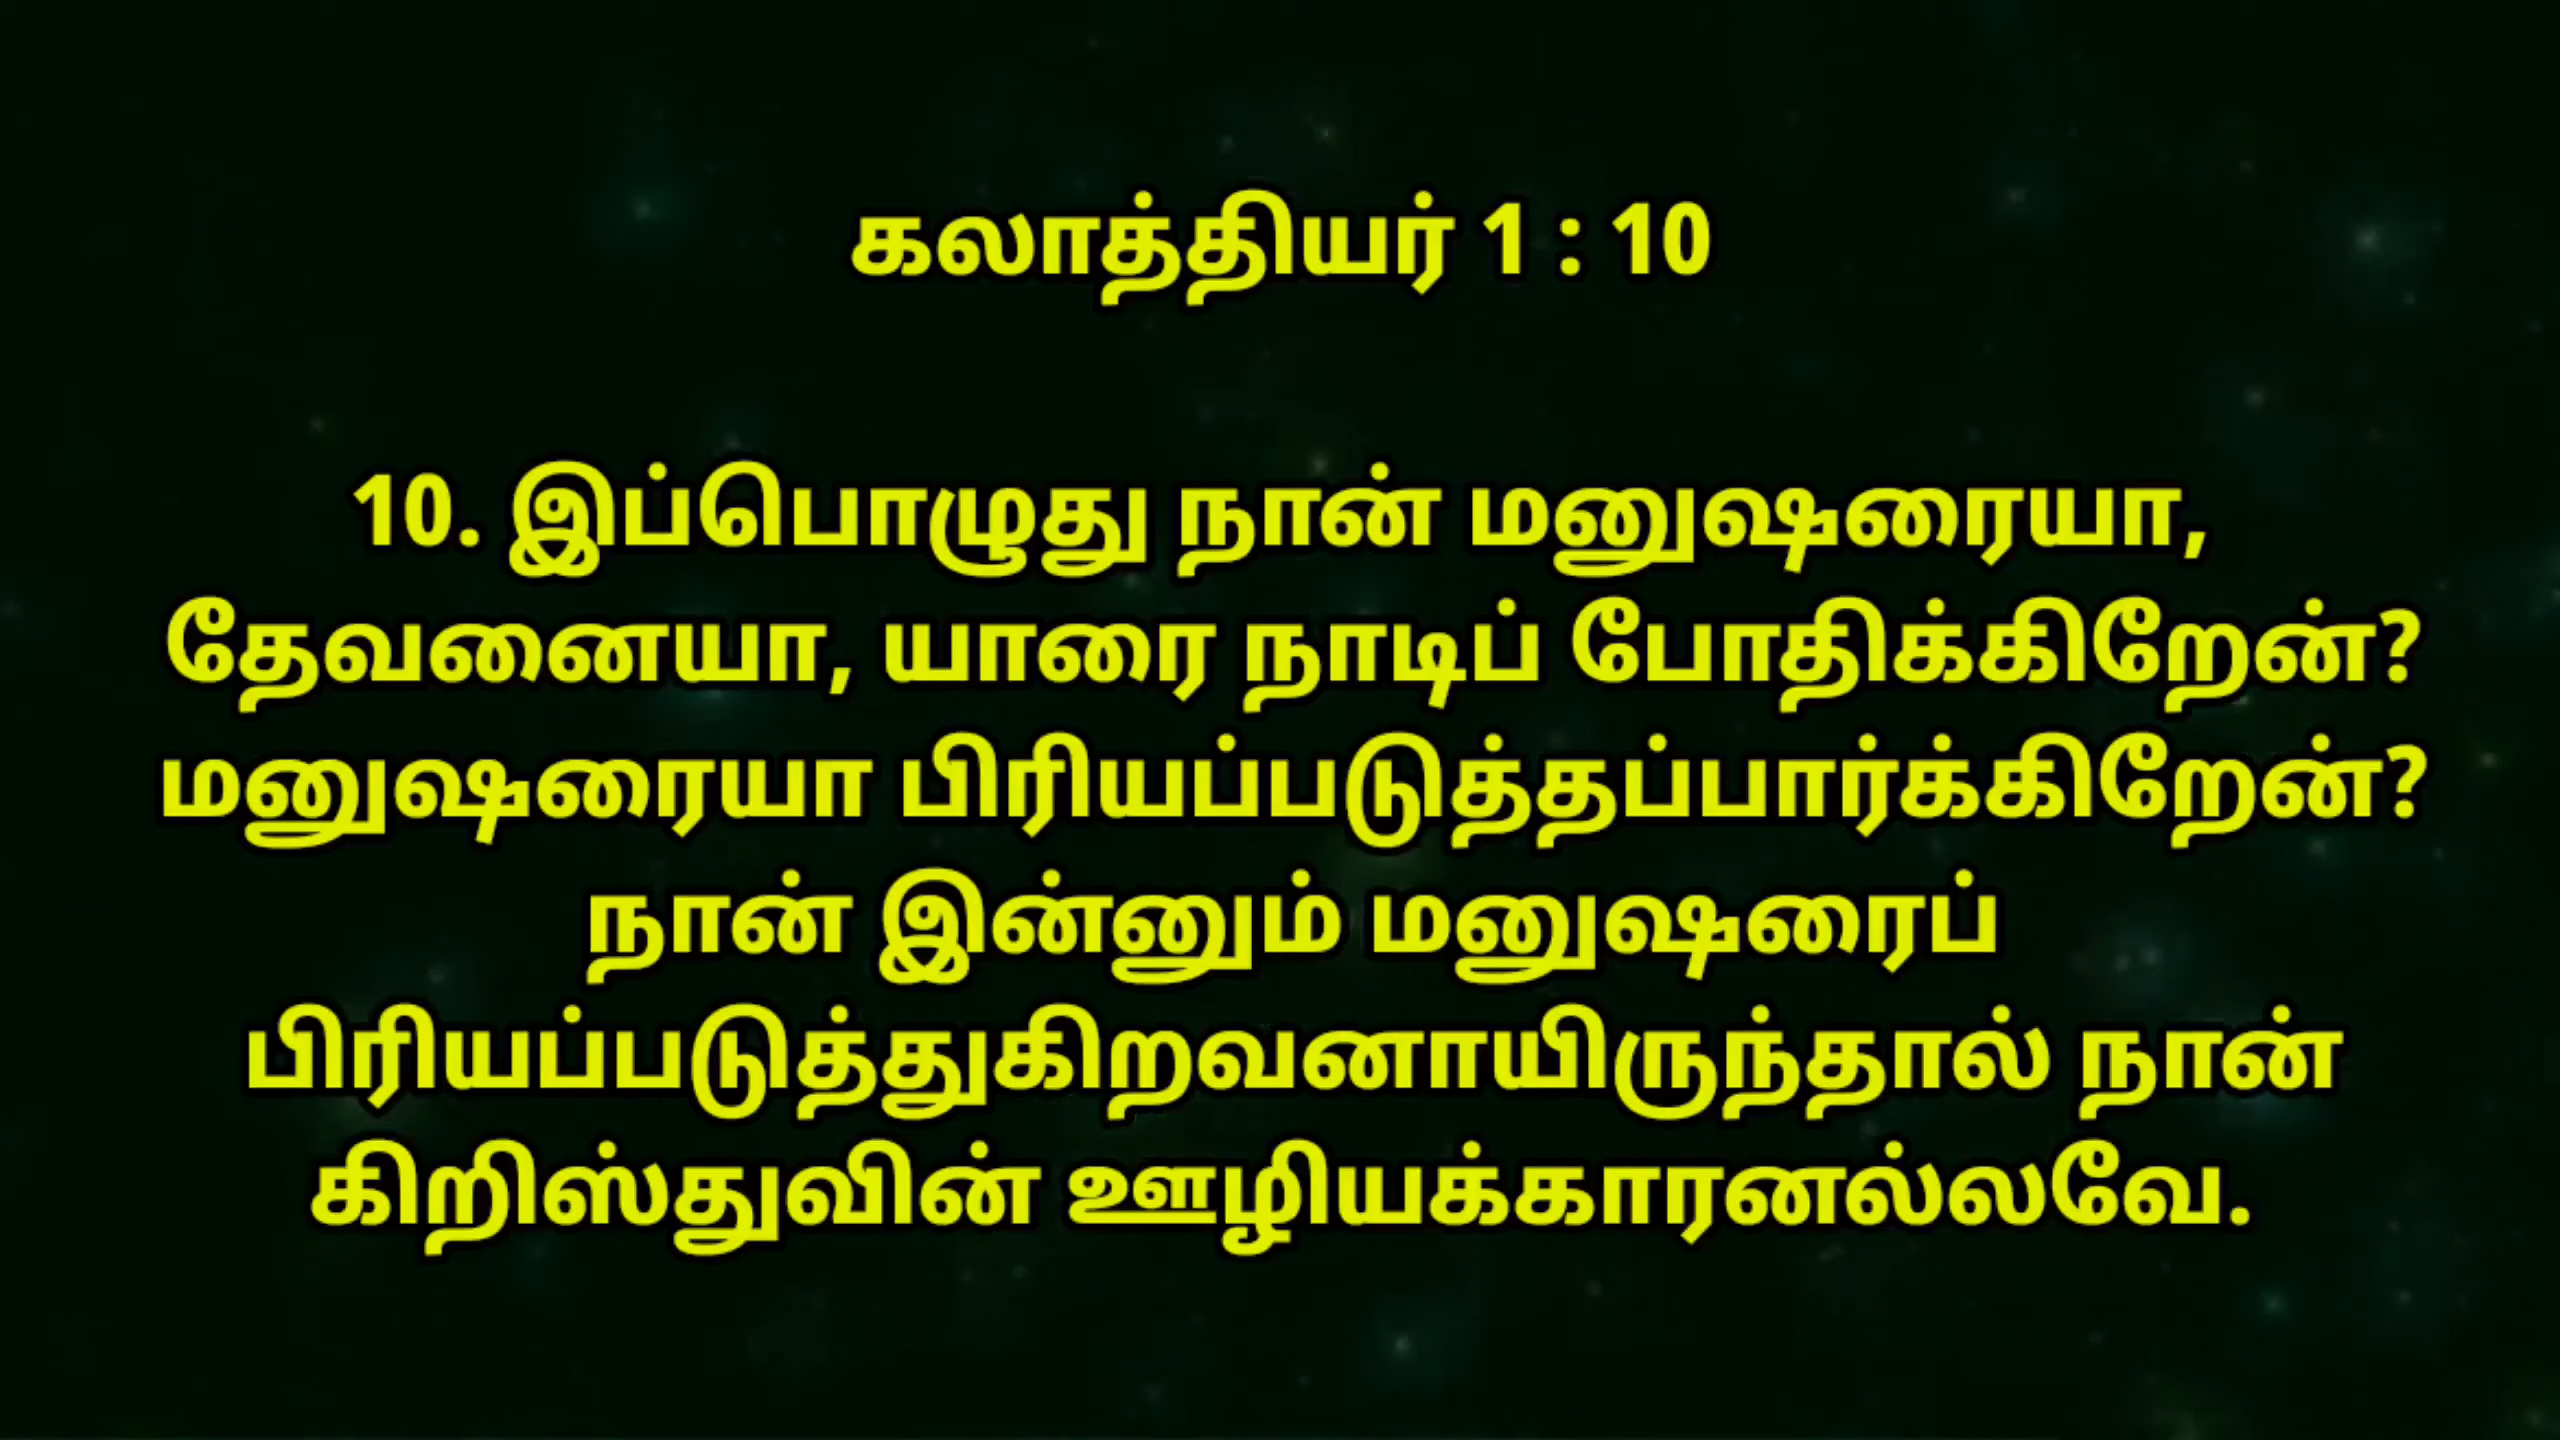 கலாத்தியர் 1 : 10
10. இப்பொழுது நான் மனுஷரையா,
தேவனையா, யாரை நாடிப் போதிக்கிறேன்?
மனுஷரையா பிரியப்படுத்தப்பார்க்கிறேன்?
நான் இன்னும் மனுஷரைப்
பிரியப்படுத்துகிறவனாயிருந்தால் நான்
கிறிஸ்துவின் ஊழியக்காரனல்லவே.